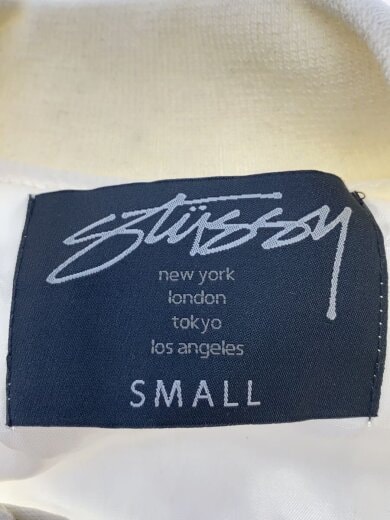 Stüssy
new york
london
tokyo
los angeles
SMALL